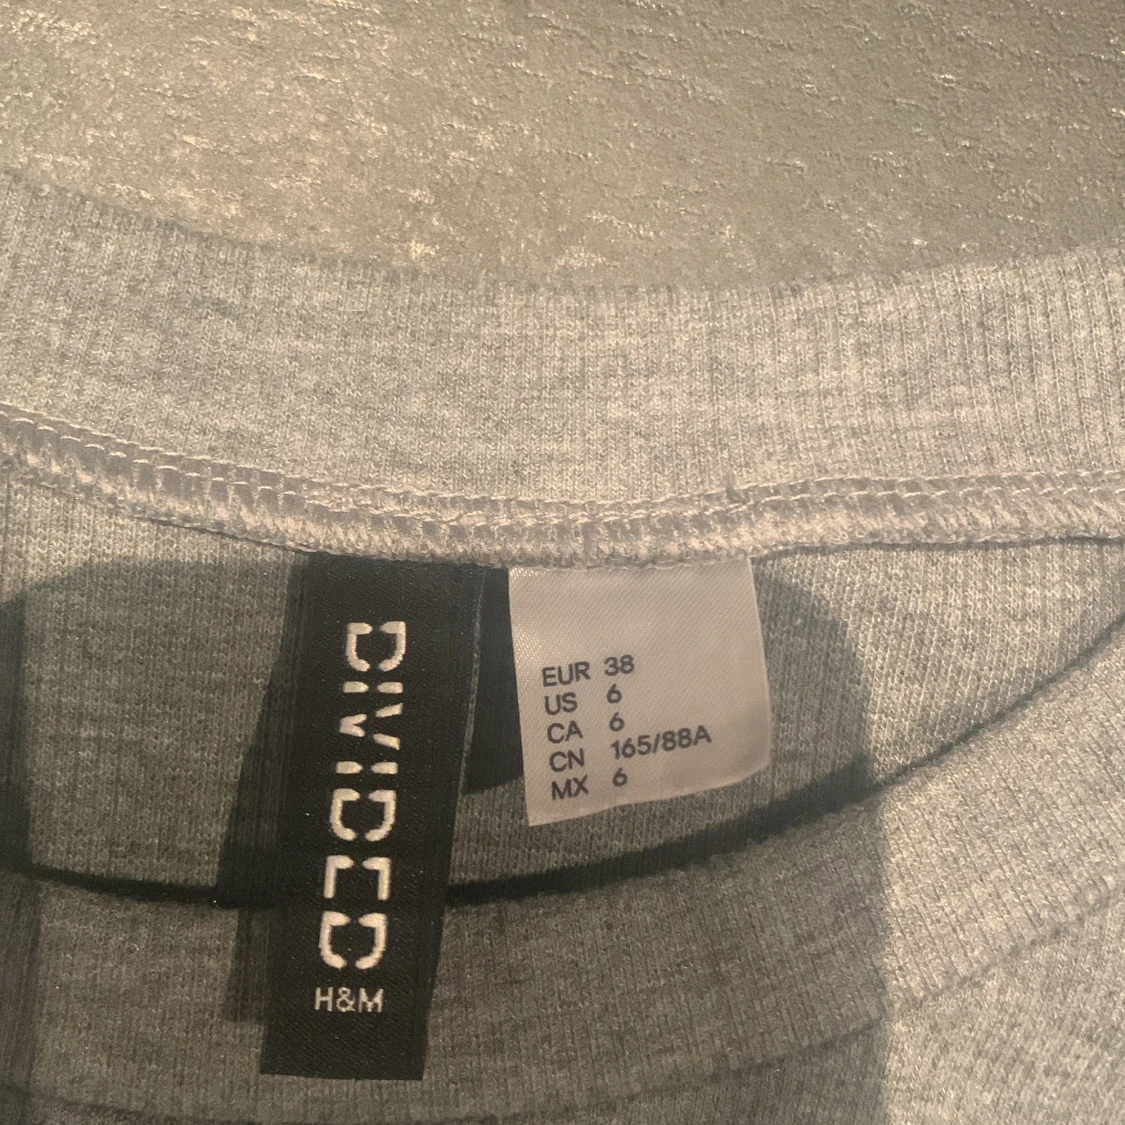 DIVIDED
H&M
EUR 38
US 6
CA 6
CN 165/88A
MX 6